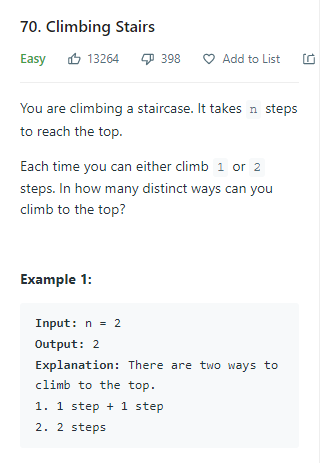 70. Climbing Stairs
Easy 13264 398 Add to List
You are climbing a staircase. It takes n steps
to reach the top.
Each time you can either climb 1 or 2
steps. In how many distinct ways can you
climb to the top?
Example 1:
Input: n = 2
Output: 2
Explanation: There are two ways to
climb to the top.
1. 1 step + 1 step
2. 2 steps